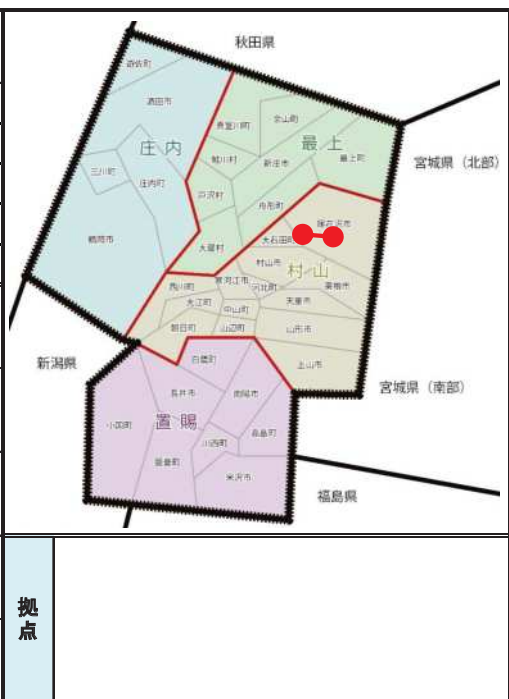 秋田県
遊佐町
酒田市
庄内
三川町
庄内町
鶴岡市
真室川町
金山町
最上
鮭川村
新庄市
最上町
戸沢村
舟形町
大蔵村
宮城県（北部）
尾花沢市
大石田町
村山市
村山
西川町
寒河江市
河北町
東根市
大江町
中山町
天童市
朝日町
山辺町
山形市
上山市
新潟県
宮城県（南部）
白鷹町
長井市
南陽市
小国町
置賜
高畠町
川西町
飯豊町
米沢市
福島県
拠点